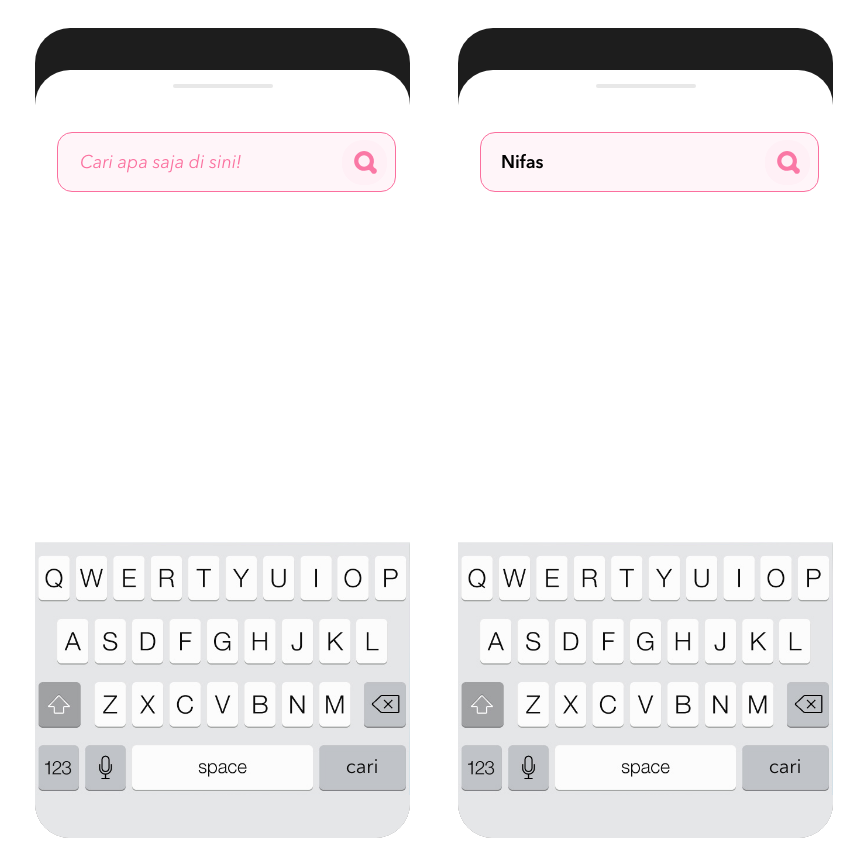 Cari apa saja di sini!
Q W E R T Y U I O P
A S D F G H J K L
Z X C V B N M
123 space cari
Nifas
Q W E R T Y U I O P
A S D F G H J K L
Z X C V B N M
123 space cari